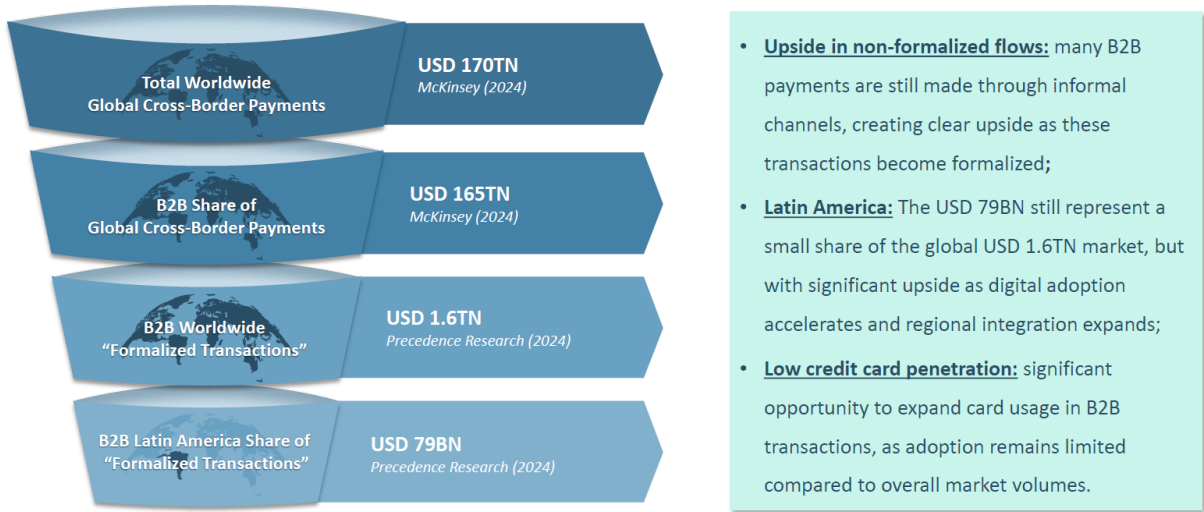 Total Worldwide
Global Cross-Border Payments
USD 170TN
McKinsey (2024)
B2B Share of
Global Cross-Border Payments
USD 165TN
McKinsey (2024)
B2B Worldwide
“Formalized Transactions”
USD 1.6TN
Precedence Research (2024)
B2B Latin America Share of
“Formalized Transactions”
USD 79BN
Precedence Research (2024)
• Upside in non-formalized flows: many B2B
payments are still made through informal
channels, creating clear upside as these
transactions become formalized;
• Latin America: The USD 79BN still represent a
small share of the global USD 1.6TN market, but
with significant upside as digital adoption
accelerates and regional integration expands;
• Low credit card penetration: significant
opportunity to expand card usage in B2B
transactions, as adoption remains limited
compared to overall market volumes.